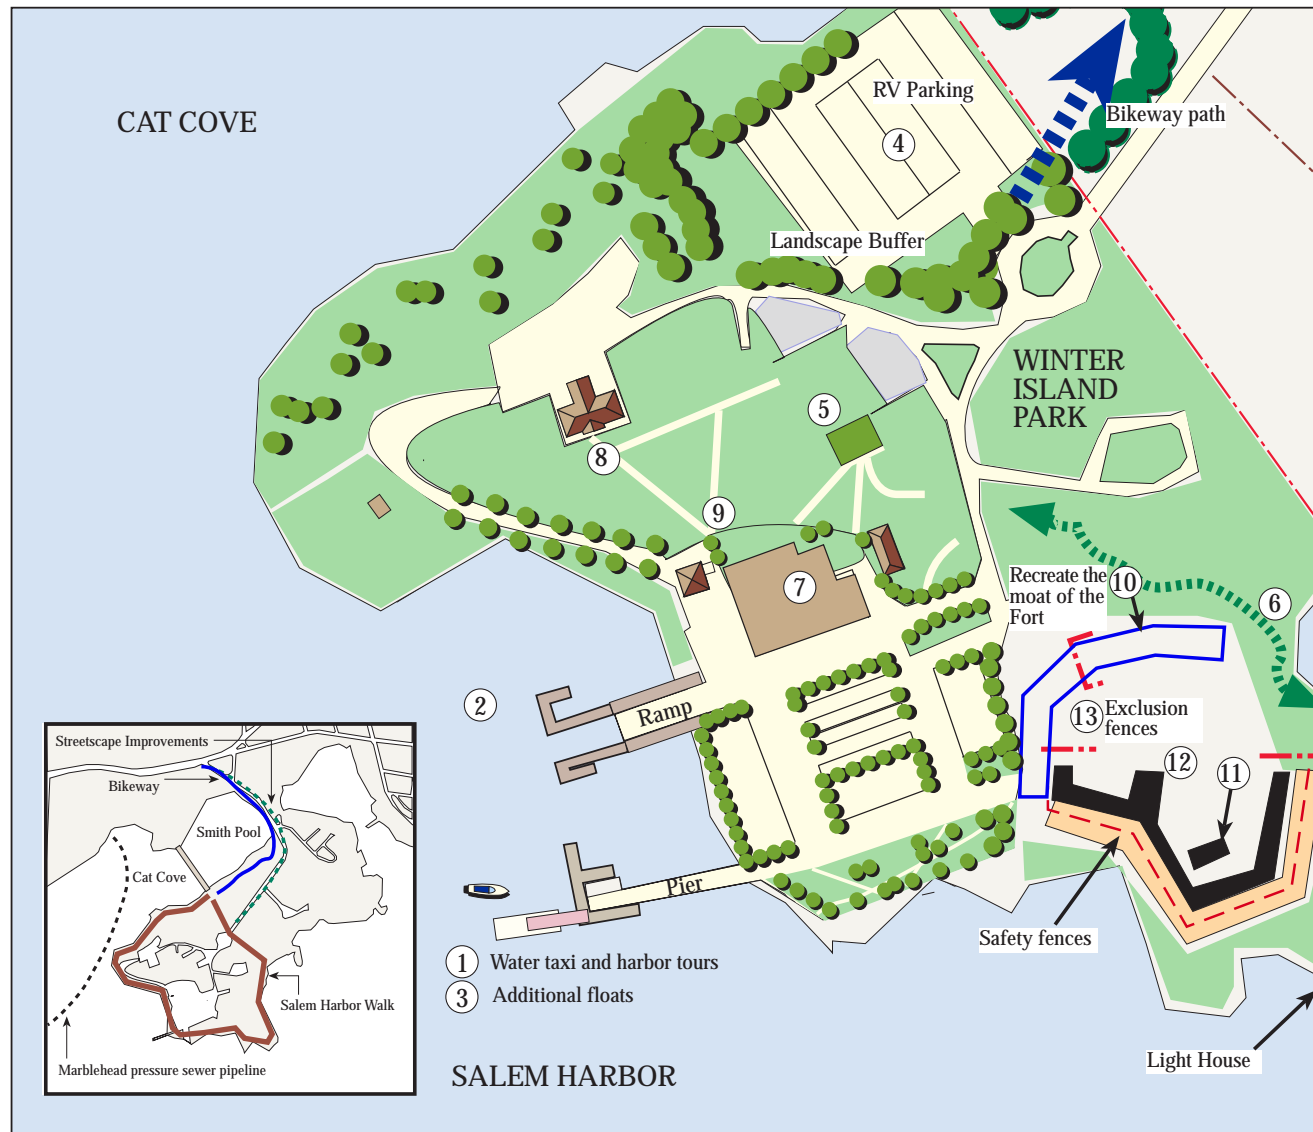 CAT COVE
RV Parking
4
Bikeway path
Landscape Buffer
WINTER
ISLAND
PARK
5
8
9
7
Recreate the
moat of the
Fort
10
6
2
Ramp
13
Exclusion
fences
12
11
Pier
Safety fences
1 Water taxi and harbor tours
3 Additional floats
SALEM HARBOR
Light House
Streetscape Improvements
Bikeway
Smith Pool
Cat Cove
Salem Harbor Walk
Marblehead pressure sewer pipeline